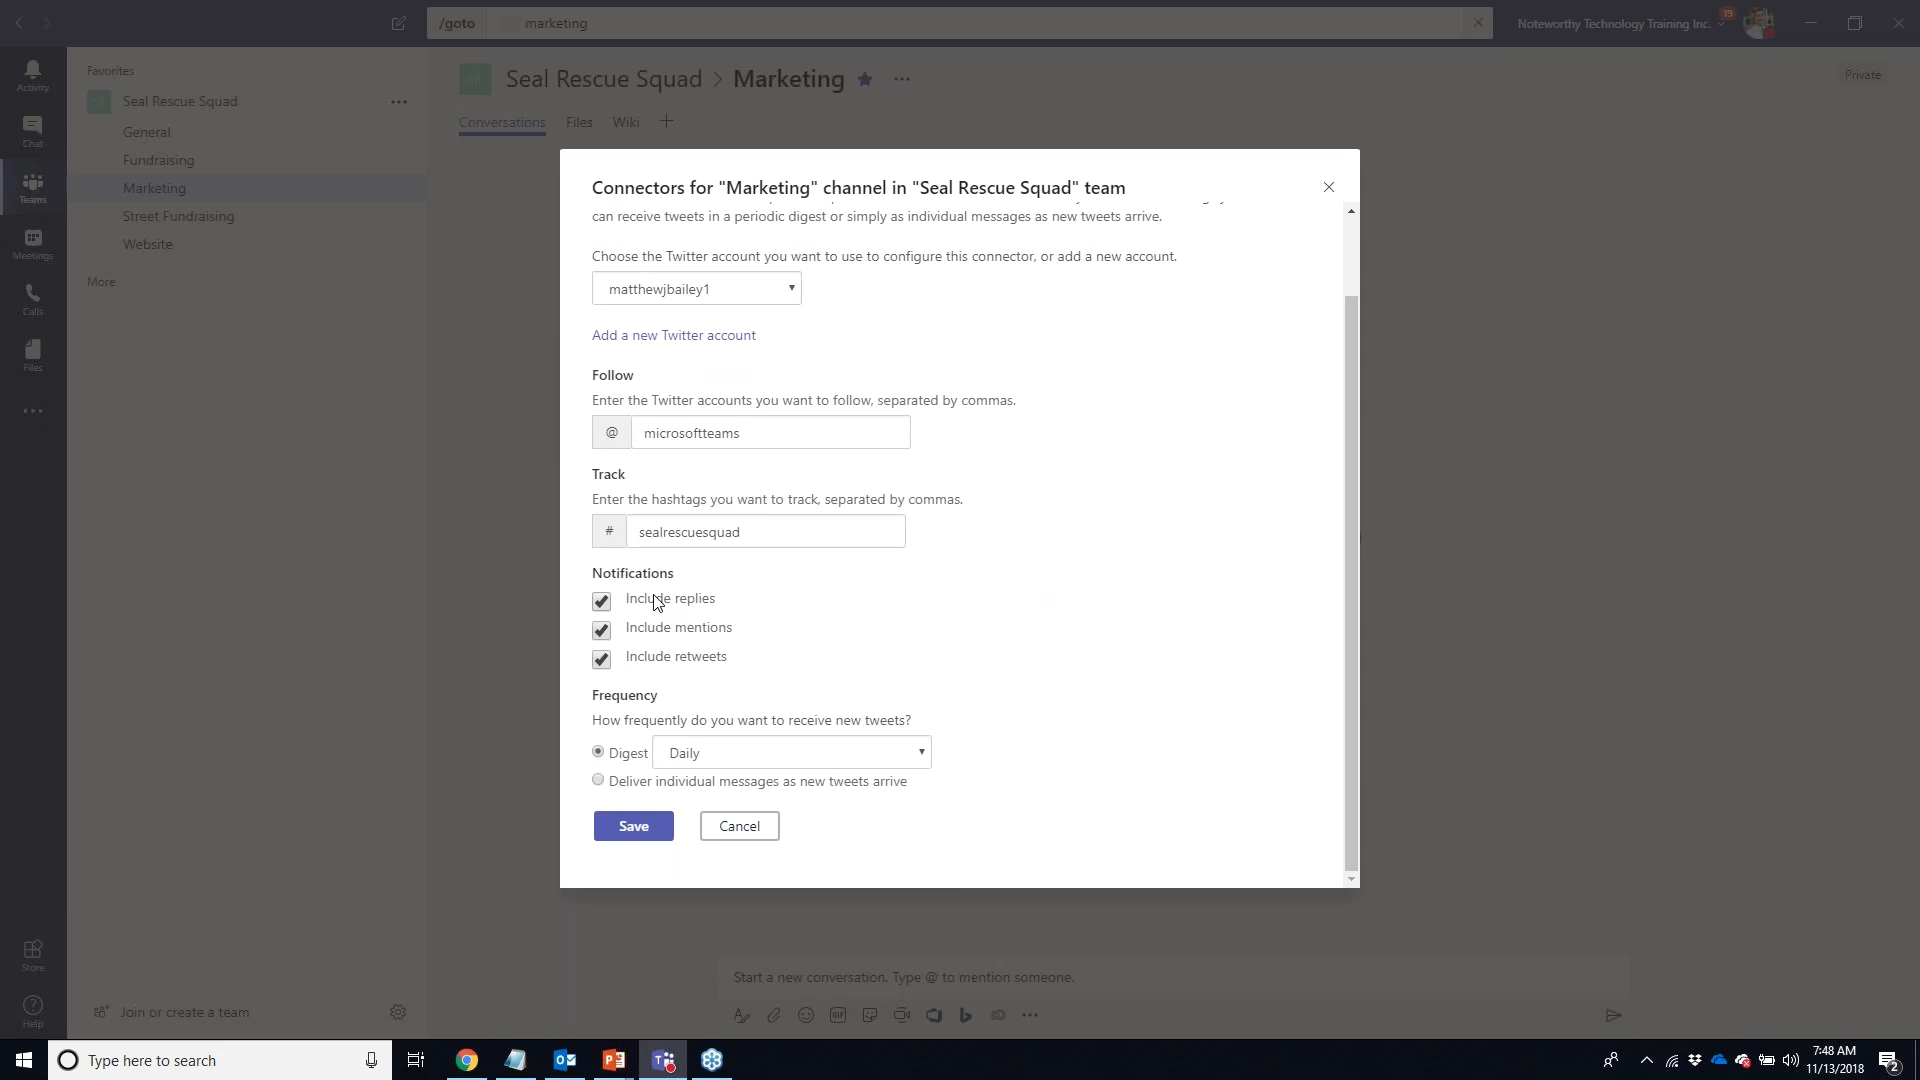 /goto marketing
Noteworthy Technology Training Inc.
19
Activity
Chat
Teams
Meetings
Calls
Files
Store
Help
Favorites
Seal Rescue Squad
General
Fundraising
Marketing
Street Fundraising
Website
More
Join or create a team
Seal Rescue Squad > Marketing
Private
Conversations Files Wiki
Connectors for "Marketing" channel in "Seal Rescue Squad" team
can receive tweets in a periodic digest or simply as individual messages as new tweets arrive.
Choose the Twitter account you want to use to configure this connector, or add a new account.
matthewjbailey1
Add a new Twitter account
Follow
Enter the Twitter accounts you want to follow, separated by commas.
@ microsoftteams
Track
Enter the hashtags you want to track, separated by commas.
# sealrescuesquad
Notifications
Include replies
Include mentions
Include retweets
Frequency
How frequently do you want to receive new tweets?
Digest Daily
Deliver individual messages as new tweets arrive
Save Cancel
Start a new conversation. Type @ to mention someone.
GIF
Type here to search
7:48 AM
11/13/2018
2